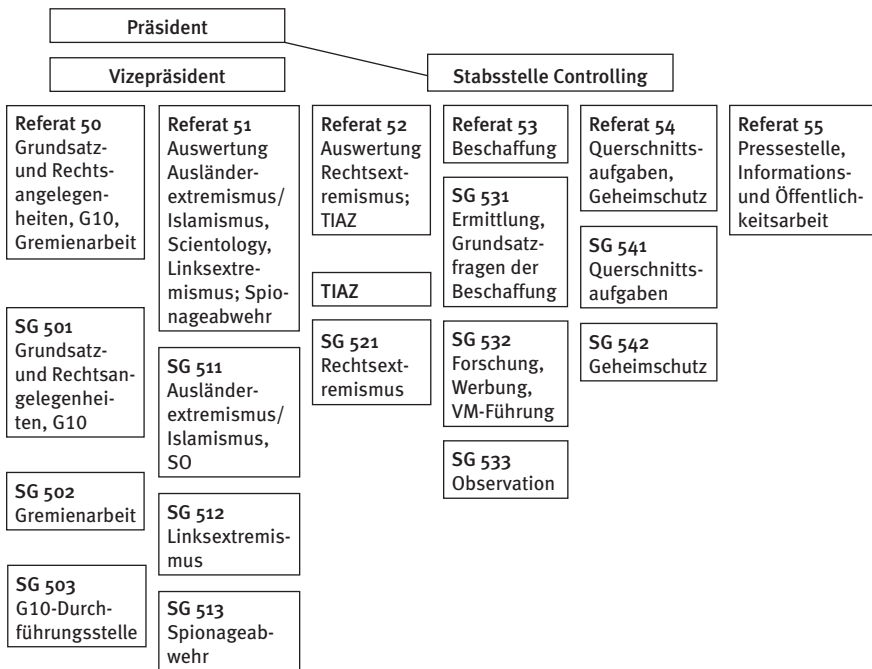 Präsident
Vizepräsident
Stabsstelle Controlling
Referat 50
Grundsatz-
und Rechts-
angelegen-
heiten, G10,
Gremienarbeit
SG 501
Grundsatz-
und Rechtsan-
gelegenhei-
ten, G10
SG 502
Gremienarbeit
SG 503
G10-Durch-
führungsstelle
Referat 51
Auswertung
Ausländer-
extremismus/
Islamismus,
Scientology,
Linksextre-
mismus; Spio-
nageabwehr
SG 511
Ausländer-
extremismus/
Islamismus,
SO
SG 512
Linksextremis-
mus
SG 513
Spionageab-
wehr
Referat 52
Auswertung
Rechtsext-
remismus;
TIAZ
TIAZ
SG 521
Rechtsext-
remismus
Referat 53
Beschaffung
SG 531
Ermittlung,
Grundsatz-
fragen der
Beschaffung
SG 532
Forschung,
Werbung,
VM-Führung
SG 533
Observation
Referat 54
Querschnitts-
aufgaben,
Geheimschutz
SG 541
Querschnitts-
aufgaben
SG 542
Geheimschutz
Referat 55
Pressestelle,
Informations-
und Öffentlich-
keitsarbeit